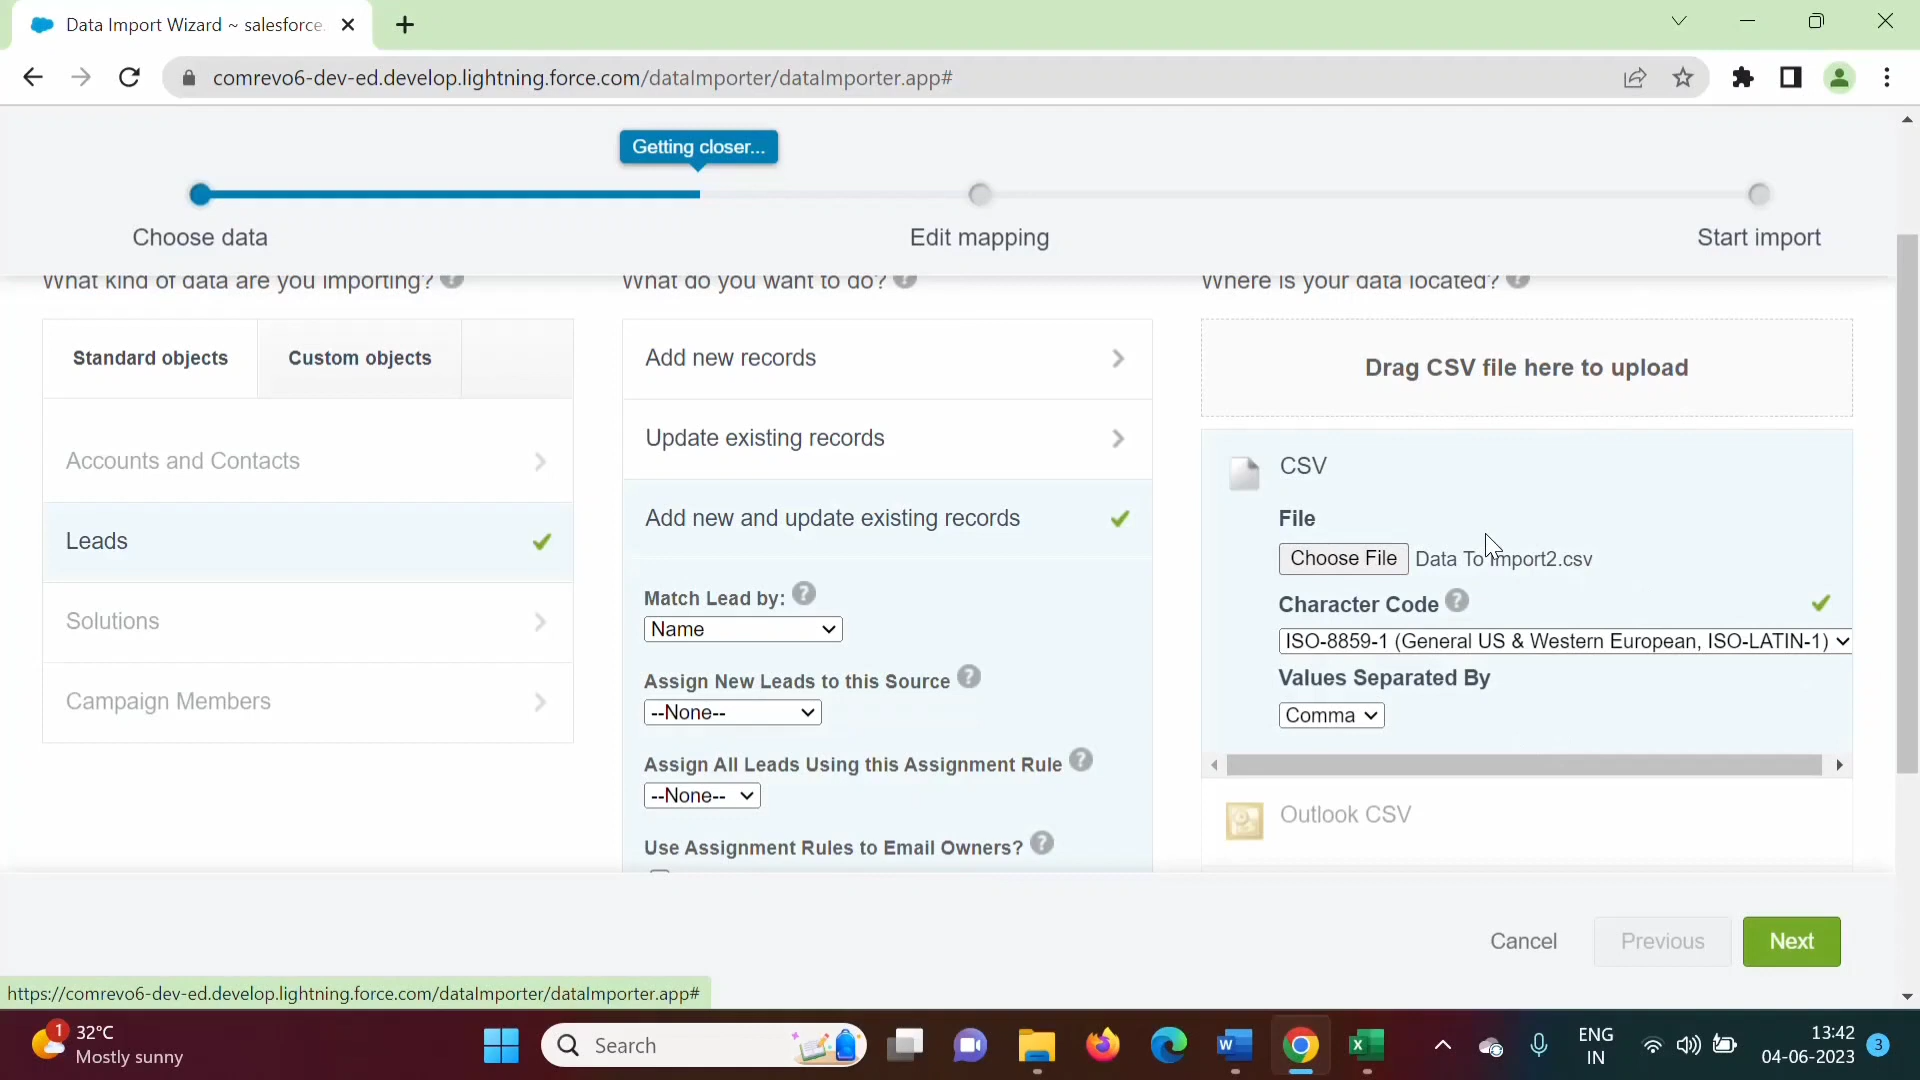 Data Import Wizard ~ salesforce.
comrevo6-dev-ed.develop.lightning.force.com/dataImporter/dataImporter.app#
Getting closer...
Choose data
Edit mapping
Start import
What kind of data are you importing? ?
What do you want to do? ?
Where is your data located? ?
Standard objects
Custom objects
Accounts and Contacts
Leads
Solutions
Campaign Members
Add new records
Update existing records
Add new and update existing records
Match Lead by: ?
Name
Assign New Leads to this Source ?
--None--
Assign All Leads Using this Assignment Rule ?
--None--
Use Assignment Rules to Email Owners? ?
Drag CSV file here to upload
CSV
File
Choose File Data To Import2.csv
Character Code ?
ISO-8859-1 (General US & Western European, ISO-LATIN-1)
Values Separated By
Comma
Outlook CSV
Cancel
Previous
Next
https://comrevo6-dev-ed.develop.lightning.force.com/dataImporter/dataImporter.app#
1
32°C
Mostly sunny
Search
ENG
IN
13:42
04-06-2023
3